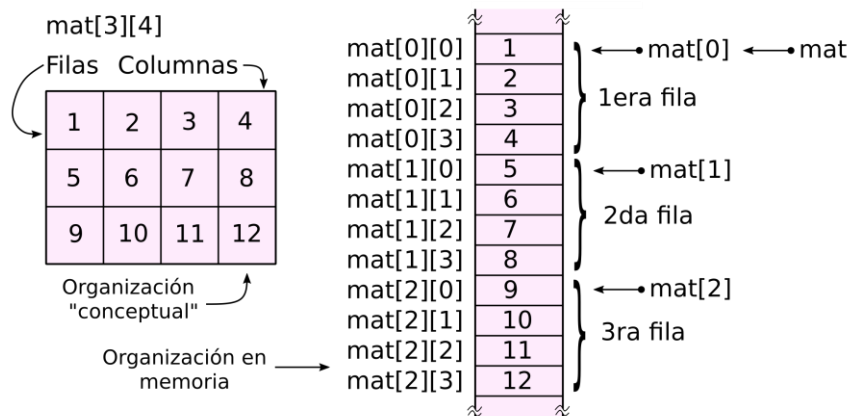 mat[3][4]
Filas Columnas
1 2 3 4
5 6 7 8
9 10 11 12
Organización
"conceptual"
Organización en
memoria
mat[0][0] 1 mat[0] mat
mat[0][1] 2
mat[0][2] 3
1era fila
mat[0][3] 4
mat[1][0] 5 mat[1]
mat[1][1] 6
2da fila
mat[1][2] 7
mat[1][3] 8
mat[2][0] 9 mat[2]
mat[2][1] 10
3ra fila
mat[2][2] 11
mat[2][3] 12